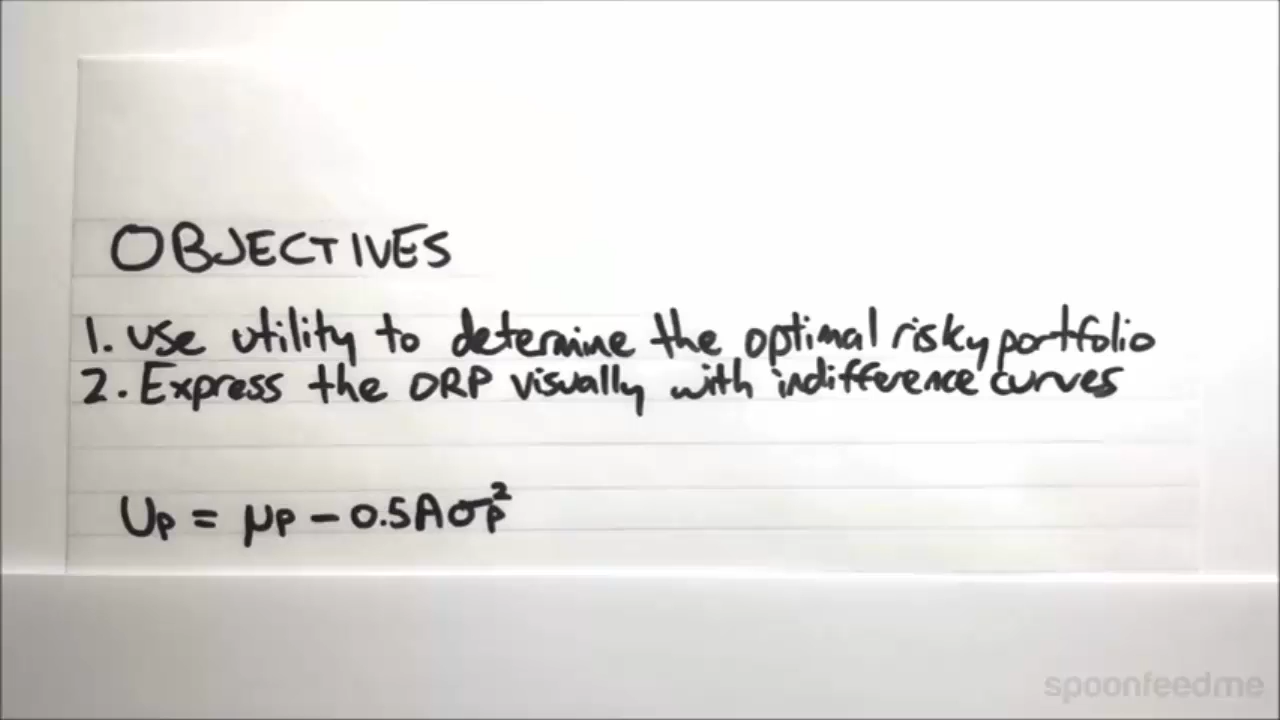 OBJECTIVES
1. use utility to determine the optimal risky portfolio
2. Express the ORP visually with indifference curves
Up = μp - 0.5Aσp²
spoonfeedme